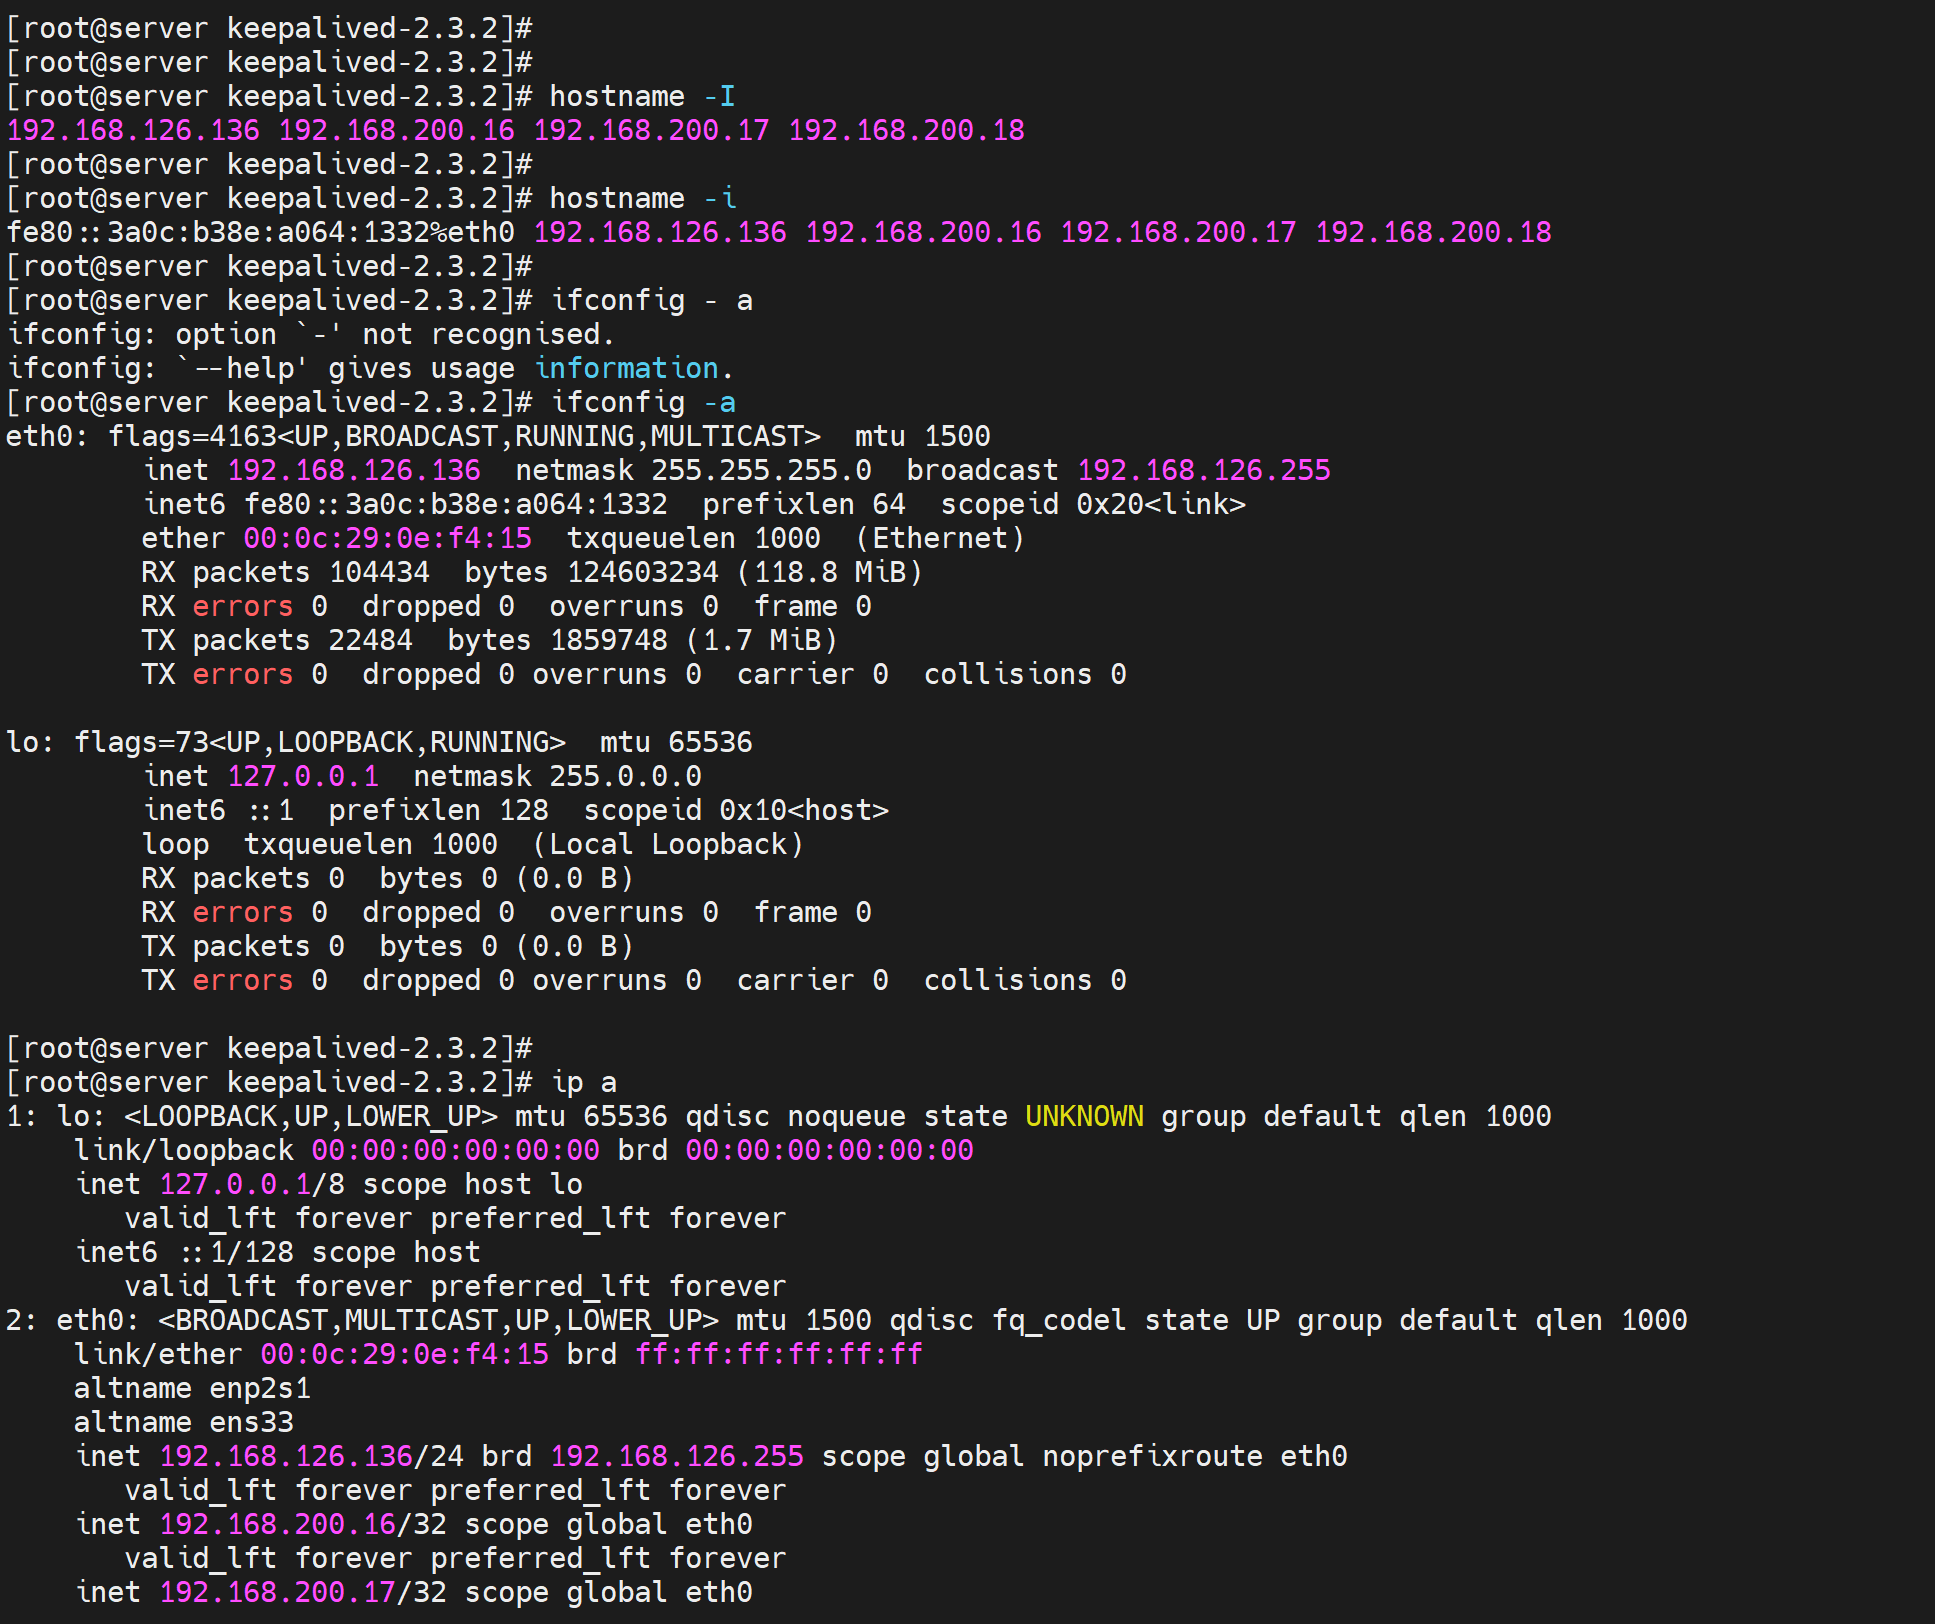 [root@server keepalived-2.3.2]#
[root@server keepalived-2.3.2]#
[root@server keepalived-2.3.2]# hostname -I
192.168.126.136 192.168.200.16 192.168.200.17 192.168.200.18
[root@server keepalived-2.3.2]#
[root@server keepalived-2.3.2]# hostname -i
fe80::3a0c:b38e:a064:1332%eth0 192.168.126.136 192.168.200.16 192.168.200.17 192.168.200.18
[root@server keepalived-2.3.2]#
[root@server keepalived-2.3.2]# ifconfig - a
ifconfig: option `-' not recognised.
ifconfig: `--help' gives usage information.
[root@server keepalived-2.3.2]# ifconfig -a
eth0: flags=4163<UP,BROADCAST,RUNNING,MULTICAST>  mtu 1500
        inet 192.168.126.136  netmask 255.255.255.0  broadcast 192.168.126.255
        inet6 fe80::3a0c:b38e:a064:1332  prefixlen 64  scopeid 0x20<link>
        ether 00:0c:29:0e:f4:15  txqueuelen 1000  (Ethernet)
        RX packets 104434  bytes 124603234 (118.8 MiB)
        RX errors 0  dropped 0  overruns 0  frame 0
        TX packets 22484  bytes 1859748 (1.7 MiB)
        TX errors 0  dropped 0 overruns 0  carrier 0  collisions 0

lo: flags=73<UP,LOOPBACK,RUNNING>  mtu 65536
        inet 127.0.0.1  netmask 255.0.0.0
        inet6 ::1  prefixlen 128  scopeid 0x10<host>
        loop  txqueuelen 1000  (Local Loopback)
        RX packets 0  bytes 0 (0.0 B)
        RX errors 0  dropped 0  overruns 0  frame 0
        TX packets 0  bytes 0 (0.0 B)
        TX errors 0  dropped 0 overruns 0  carrier 0  collisions 0

[root@server keepalived-2.3.2]#
[root@server keepalived-2.3.2]# ip a
1: lo: <LOOPBACK,UP,LOWER_UP> mtu 65536 qdisc noqueue state UNKNOWN group default qlen 1000
    link/loopback 00:00:00:00:00:00 brd 00:00:00:00:00:00
    inet 127.0.0.1/8 scope host lo
       valid_lft forever preferred_lft forever
    inet6 ::1/128 scope host
       valid_lft forever preferred_lft forever
2: eth0: <BROADCAST,MULTICAST,UP,LOWER_UP> mtu 1500 qdisc fq_codel state UP group default qlen 1000
    link/ether 00:0c:29:0e:f4:15 brd ff:ff:ff:ff:ff:ff
    altname enp2s1
    altname ens33
    inet 192.168.126.136/24 brd 192.168.126.255 scope global noprefixroute eth0
       valid_lft forever preferred_lft forever
    inet 192.168.200.16/32 scope global eth0
       valid_lft forever preferred_lft forever
    inet 192.168.200.17/32 scope global eth0